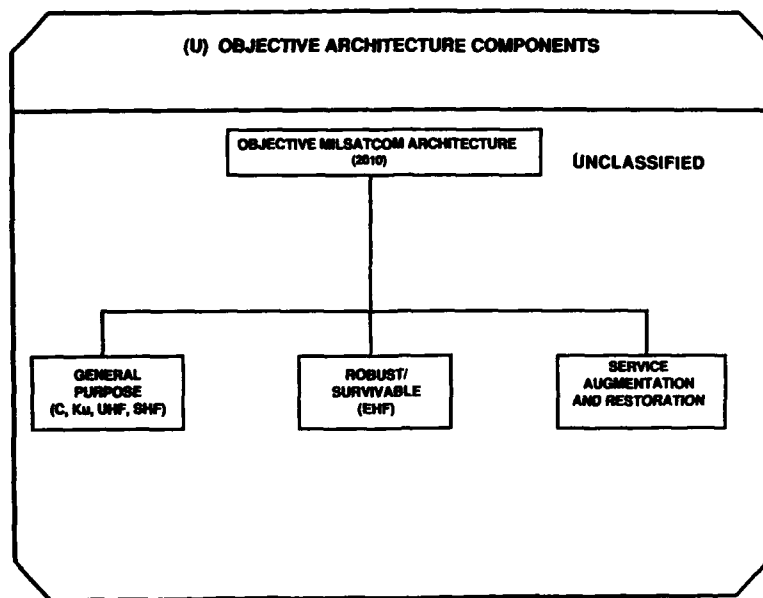 (U) OBJECTIVE ARCHITECTURE COMPONENTS
OBJECTIVE MILSATCOM ARCHITECTURE
(2010)
UNCLASSIFIED
GENERAL
PURPOSE
(C, Ku, UHF, SHF)
ROBUST/
SURVIVABLE
(EHF)
SERVICE
AUGMENTATION
AND RESTORATION